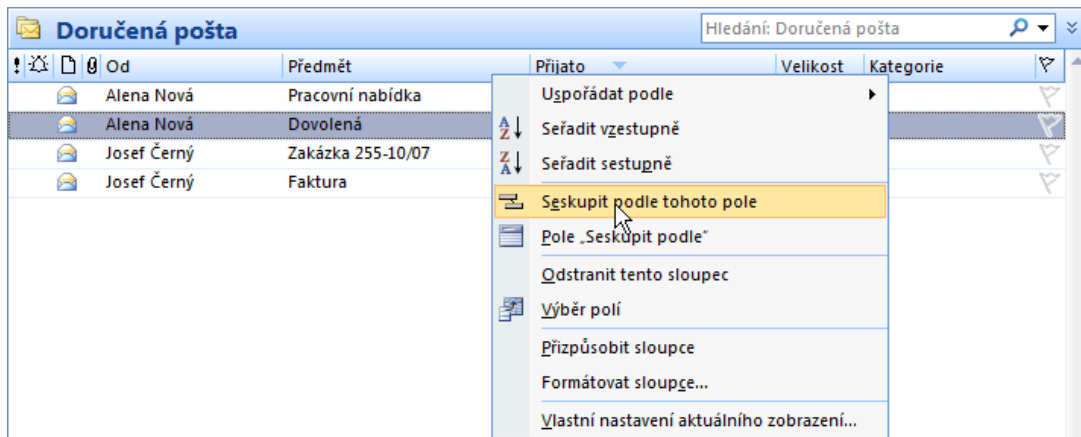 Doručená pošta
Hledání: Doručená pošta
Od Předmět Přijato Velikost Kategorie
Alena Nová Pracovní nabídka
Alena Nová Dovolená
Josef Černý Zakázka 255-10/07
Josef Černý Faktura
Uspořádat podle
Seřadit vzestupně
Seřadit sestupně
Seskupit podle tohoto pole
Pole „Seskupit podle“
Odstranit tento sloupec
Výběr polí
Přizpůsobit sloupce
Formátovat sloupce...
Vlastní nastavení aktuálního zobrazení...